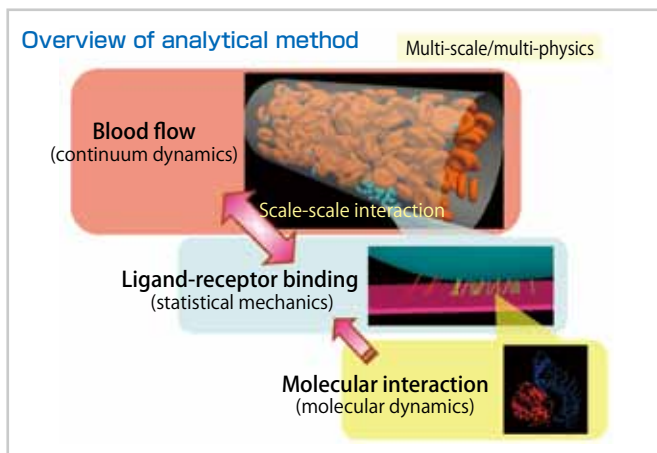 Overview of analytical method
Multi-scale/multi-physics
Blood flow
(continuum dynamics)
Scale-scale interaction
Ligand-receptor binding
(statistical mechanics)
Molecular interaction
(molecular dynamics)